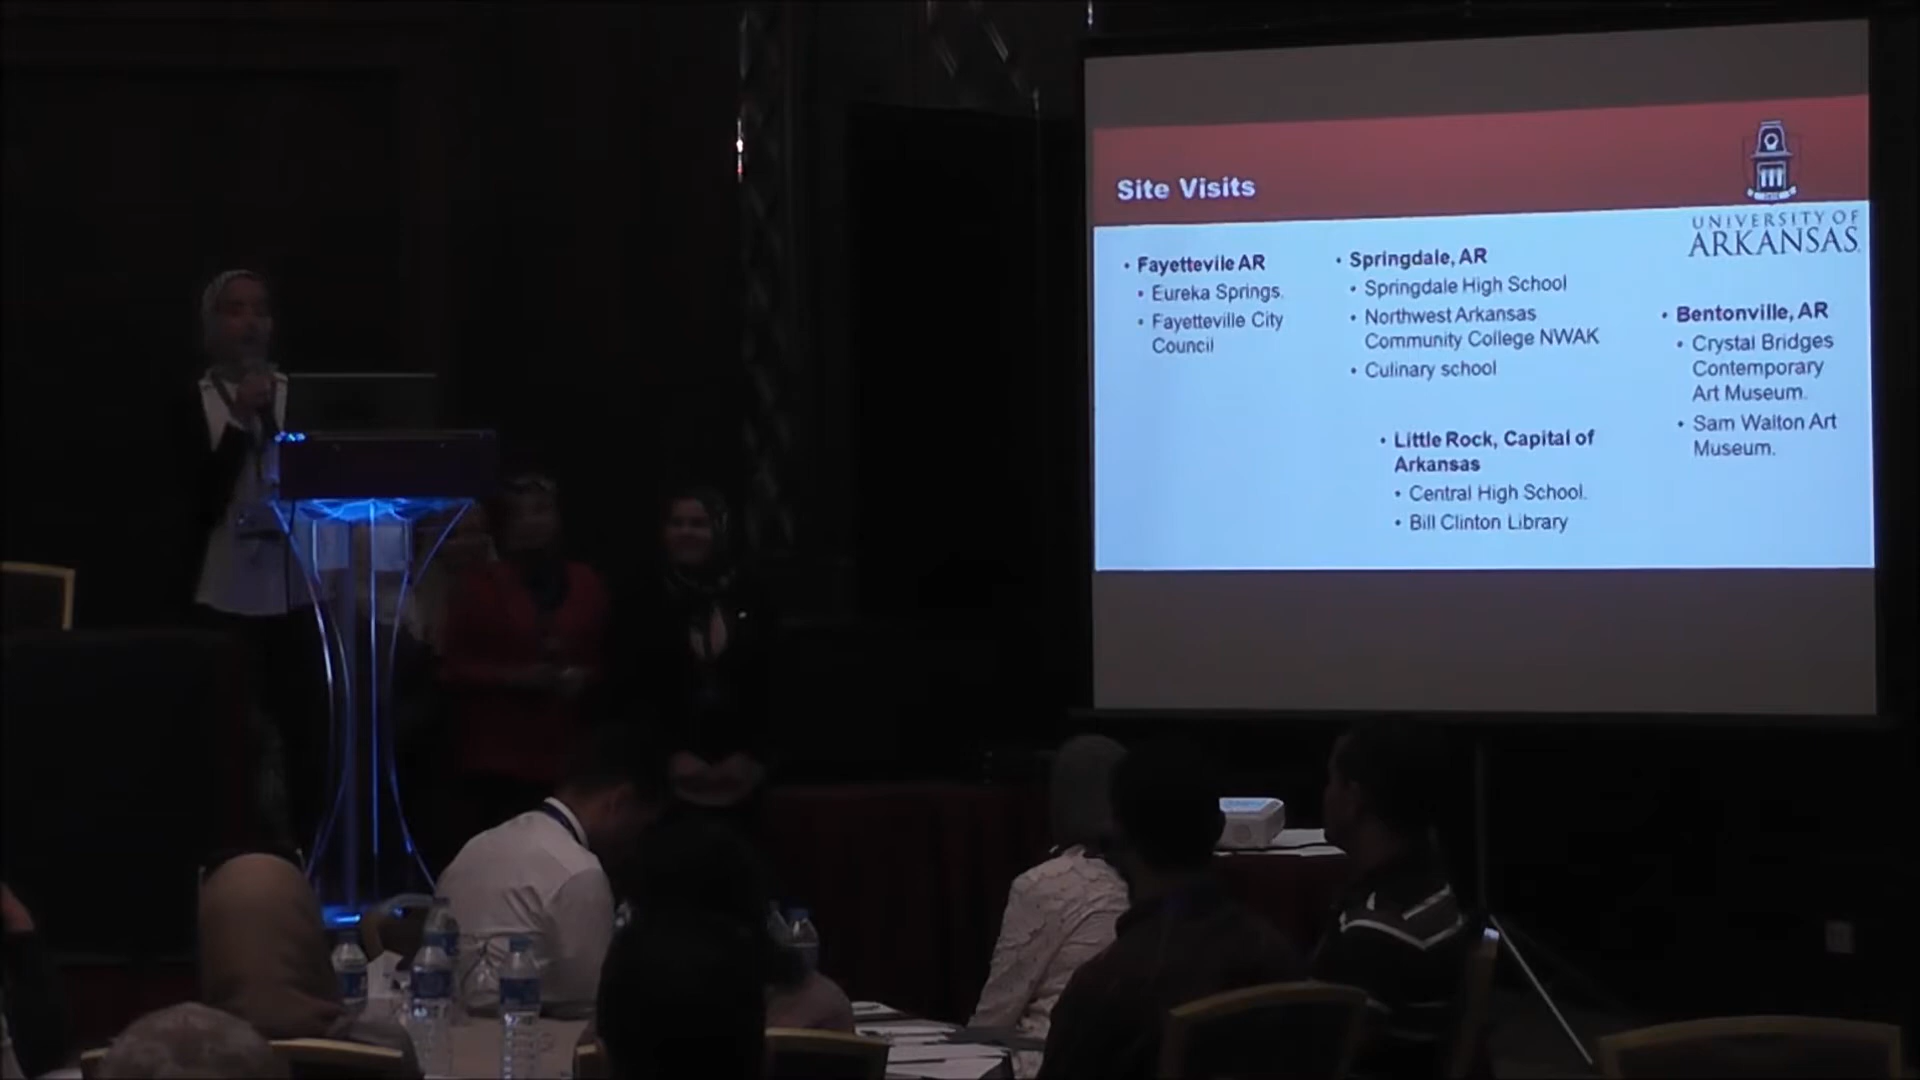 Site Visits
UNIVERSITY OF
ARKANSAS
• Fayettevile AR
• Eureka Springs.
• Fayetteville City
Council
• Springdale, AR
• Springdale High School
• Northwest Arkansas
Community College NWAK
• Culinary school
• Little Rock, Capital of
Arkansas
• Central High School.
• Bill Clinton Library
• Bentonville, AR
• Crystal Bridges
Contemporary
Art Museum.
• Sam Walton Art
Museum.